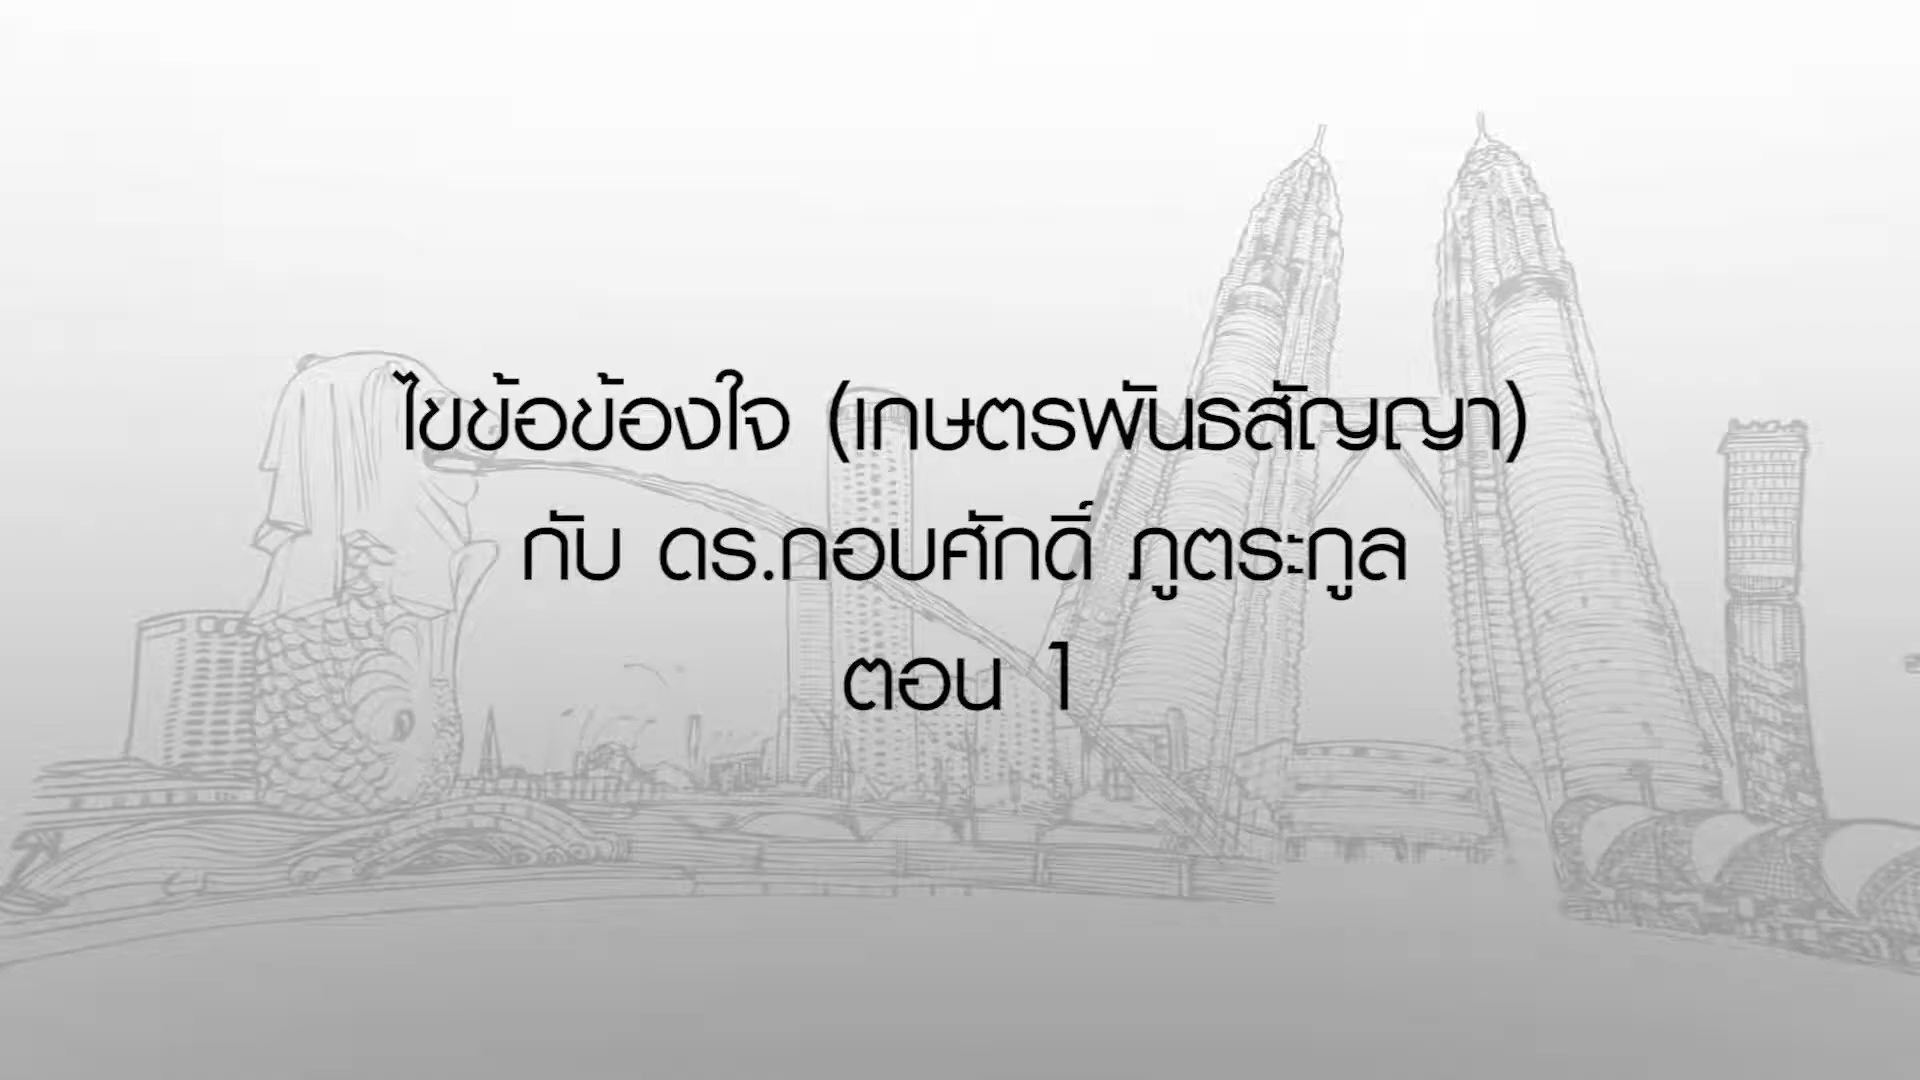 ไขข้อข้องใจ (เกษตรพันธสัญญา)
กับ ดร.กอบศักดิ์ ภูตระกูล
ตอน 1